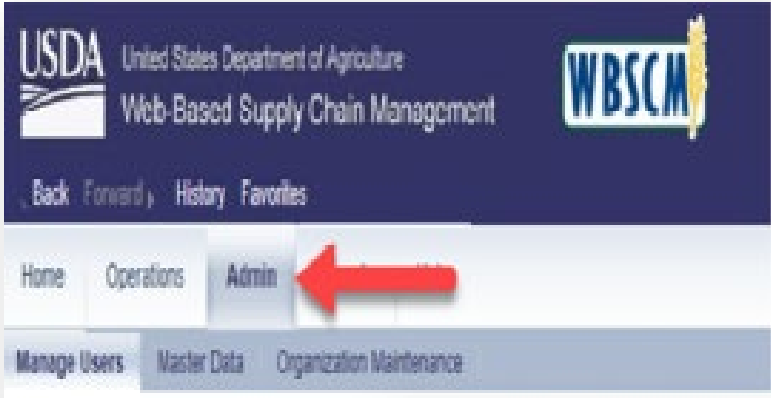 USDA United States Department of Agriculture
Web-Based Supply Chain Management
WBSCM
Back Forward History Favorites
Home Operations Admin
Manage Users Master Data Organization Maintenance